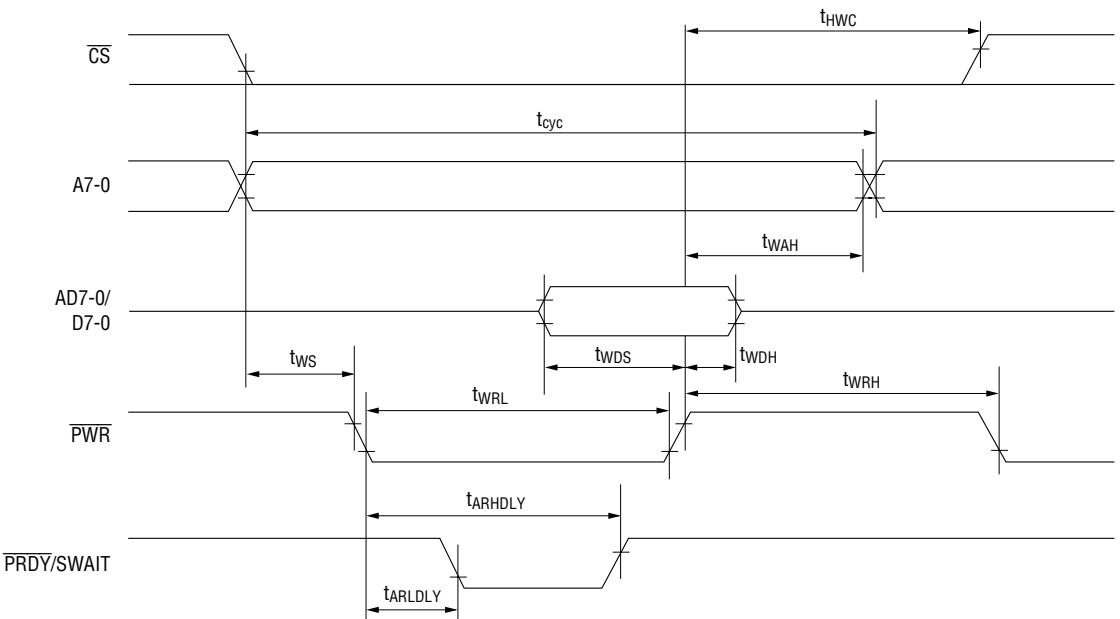 tHWC
CS
tcyc
A7-0
tWAH
AD7-0/
D7-0
tWS
tWDS
tWDH
tWRL
tWRH
PWR
tARHDLY
PRDY/SWAIT
tARLDLY